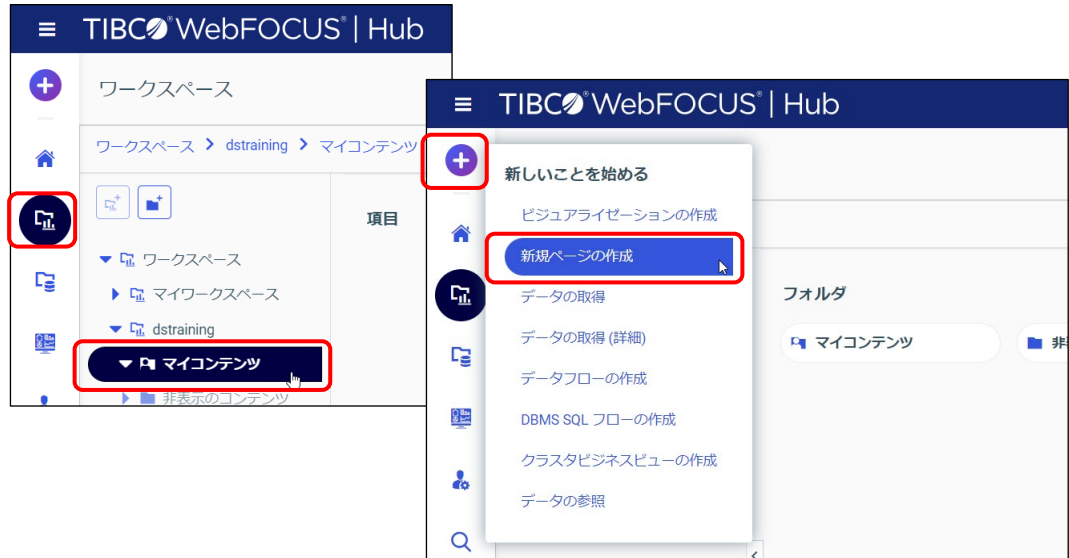 TIBCO® WebFOCUS® | Hub
ワークスペース
ワークスペース > dstraining > マイコンテンツ
項目
ワークスペース
マイワークスペース
dstraining
マイコンテンツ
非表示のコンテンツ
TIBCO® WebFOCUS® | Hub
新しいことを始める
ビジュアライゼーションの作成
新規ページの作成
データの取得
データの取得 (詳細)
データフローの作成
DBMS SQL フローの作成
クラスタビジネスビューの作成
データの参照
フォルダ
マイコンテンツ
非